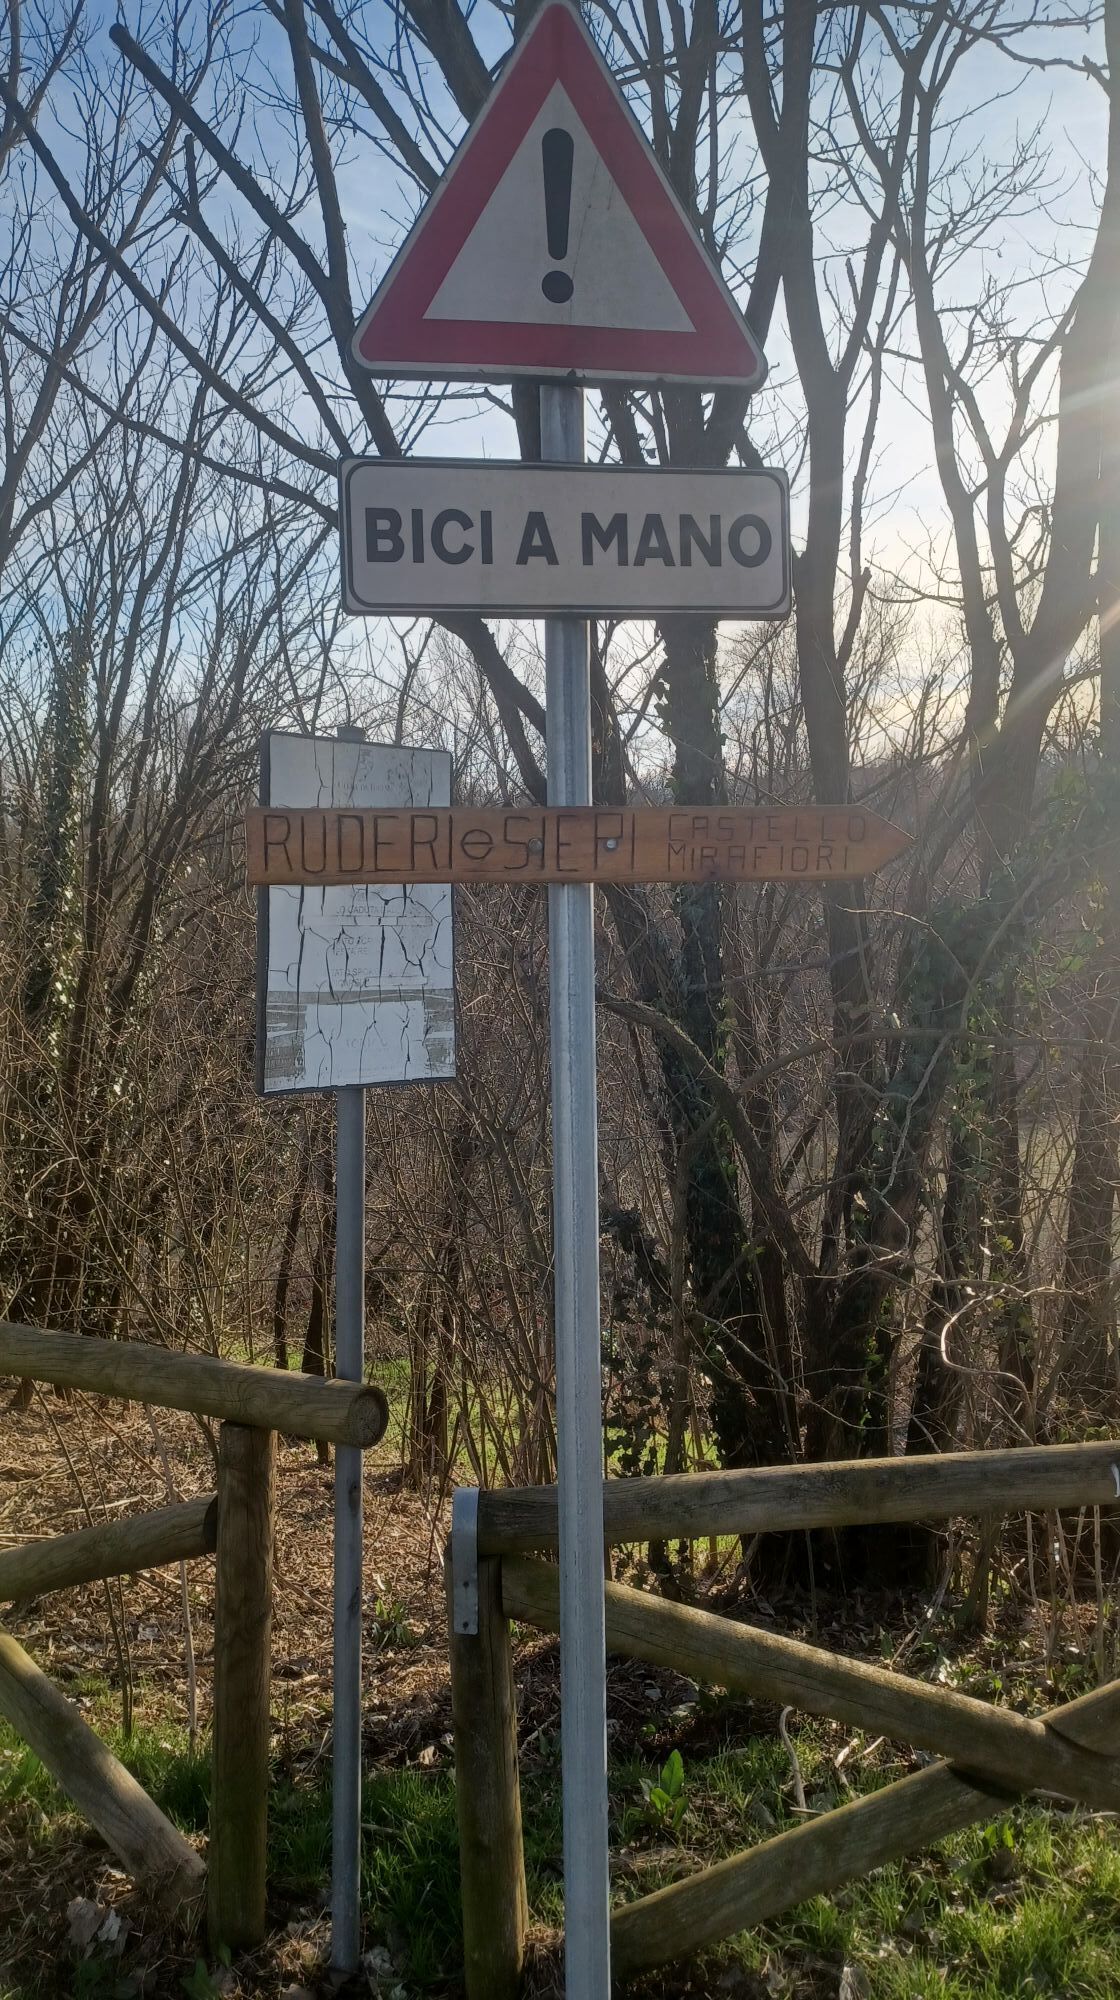 BICI A MANO
RUDERI e SIEPI CASTELLO
MIRAFIORI